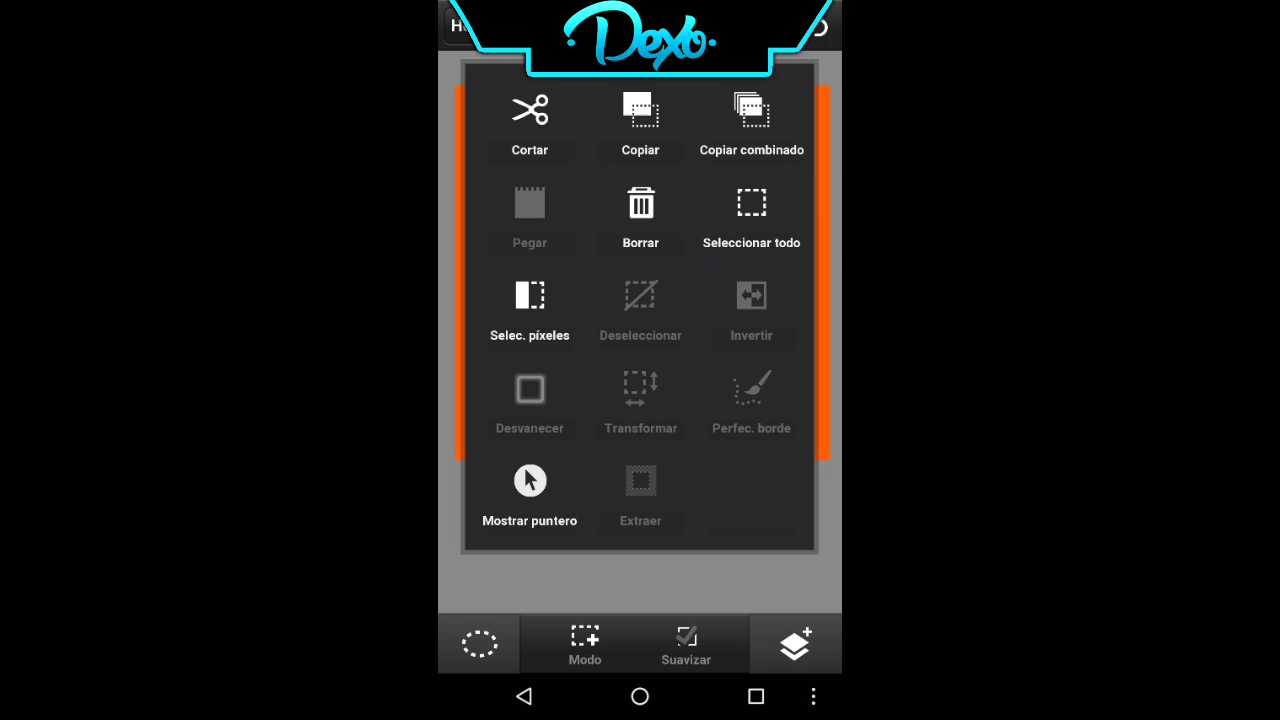 Dexo
Cortar
Copiar
Copiar combinado
Pegar
Borrar
Seleccionar todo
Selec. píxeles
Deseleccionar
Invertir
Desvanecer
Transformar
Perfec. borde
Mostrar puntero
Extraer
Modo
Suavizar